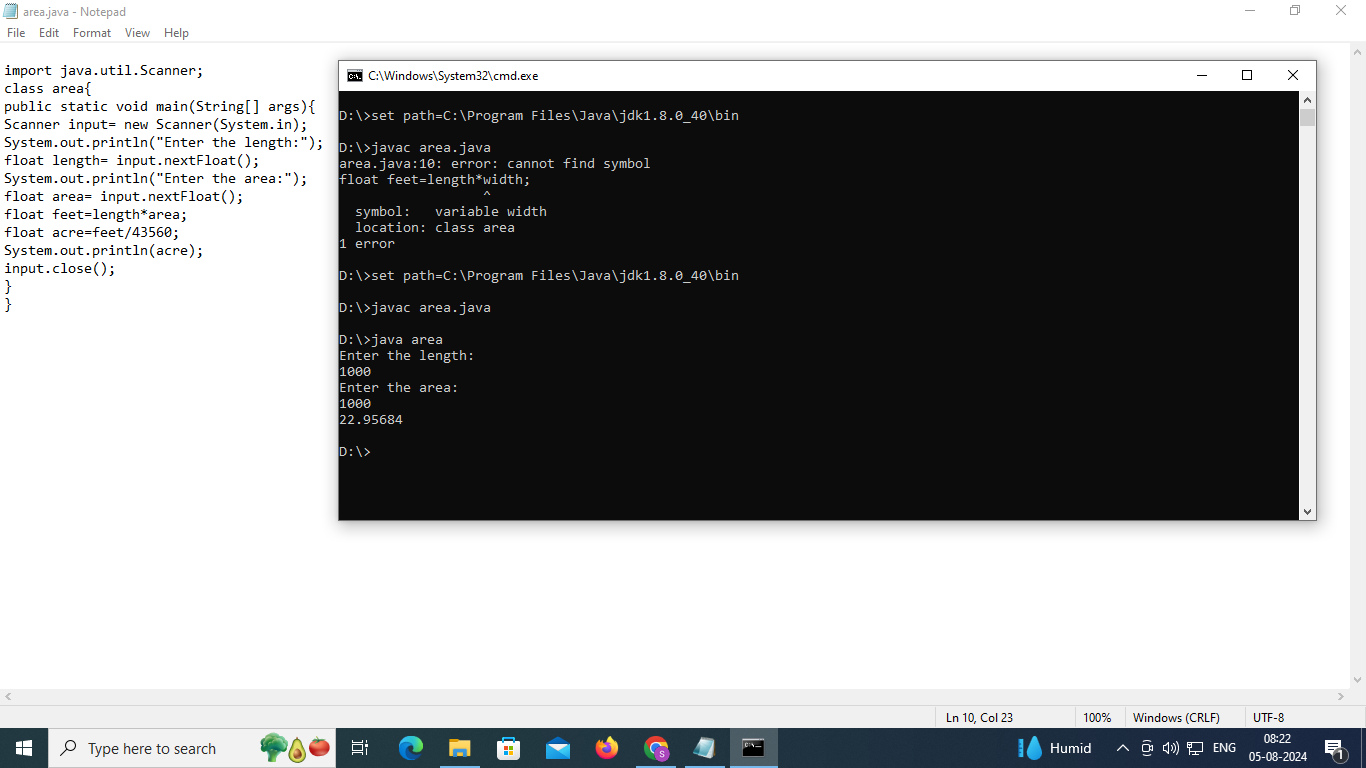 area.java - Notepad
File Edit Format View Help
import java.util.Scanner;
class area{
public static void main(String[] args){
Scanner input= new Scanner(System.in);
System.out.println("Enter the length:");
float length= input.nextFloat();
System.out.println("Enter the area:");
float area= input.nextFloat();
float feet=length*area;
float acre=feet/43560;
System.out.println(acre);
input.close();
}
}
C:\Windows\System32\cmd.exe
D:\>set path=C:\Program Files\Java\jdk1.8.0_40\bin
D:\>javac area.java
area.java:10: error: cannot find symbol
float feet=length*width;
^
symbol:   variable width
location: class area
1 error
D:\>set path=C:\Program Files\Java\jdk1.8.0_40\bin
D:\>javac area.java
D:\>java area
Enter the length:
1000
Enter the area:
1000
22.95684
D:\>
Ln 10, Col 23 100% Windows (CRLF) UTF-8
Type here to search
Humid
ENG
08:22
05-08-2024
1